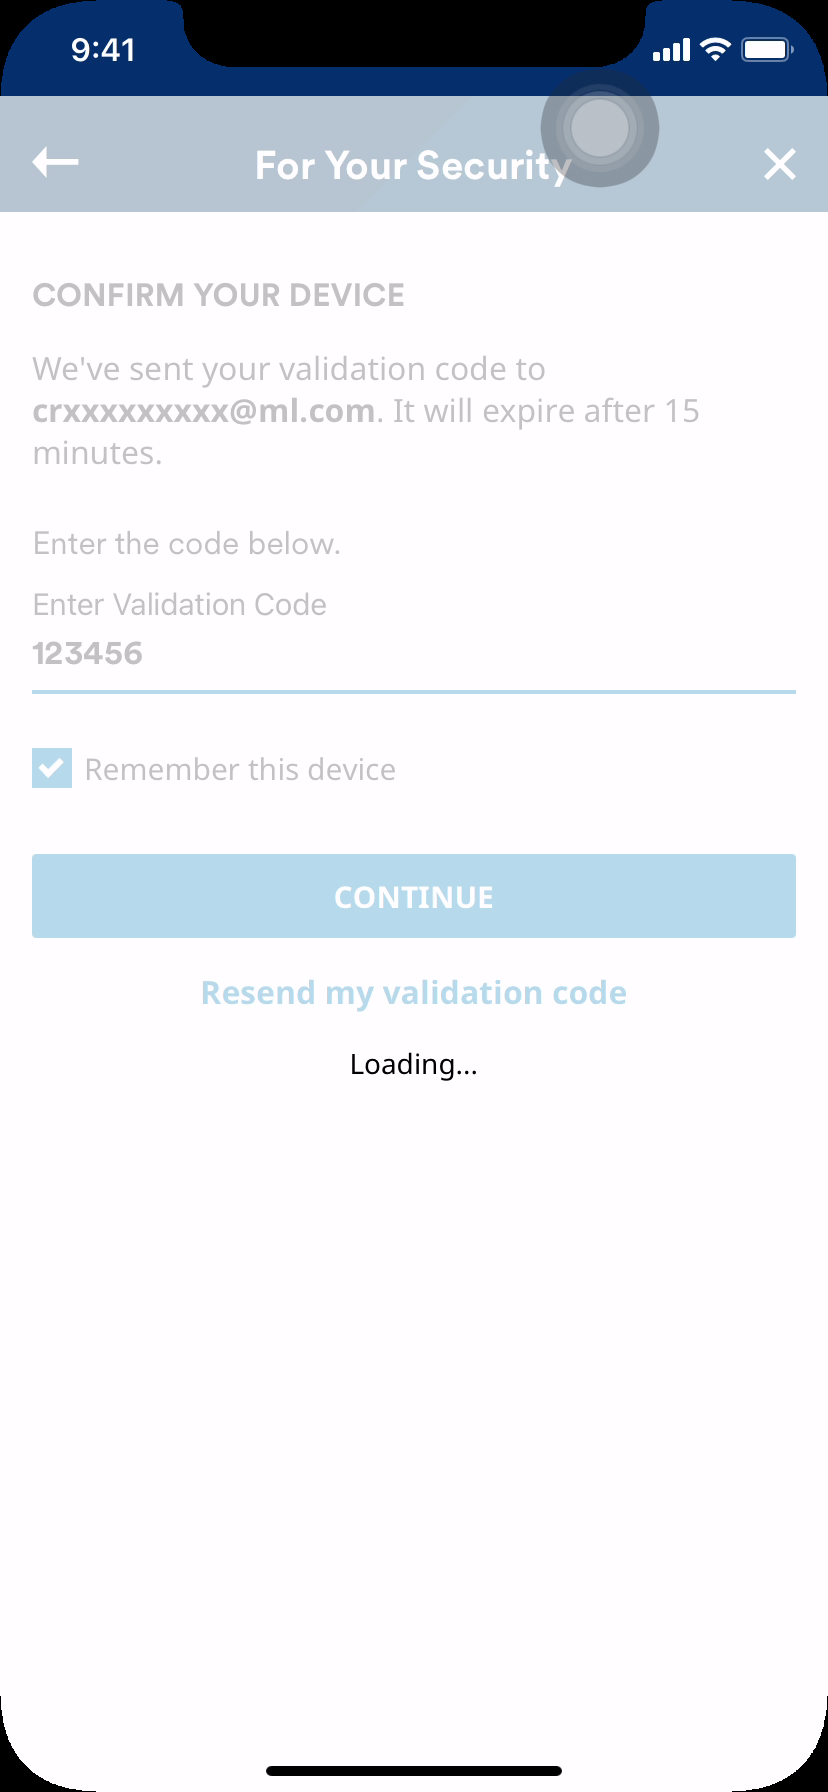 9:41
For Your Security
CONFIRM YOUR DEVICE
We've sent your validation code to
crxxxxxxxxx@ml.com. It will expire after 15
minutes.
Enter the code below.
Enter Validation Code
123456
Remember this device
CONTINUE
Resend my validation code
Loading...